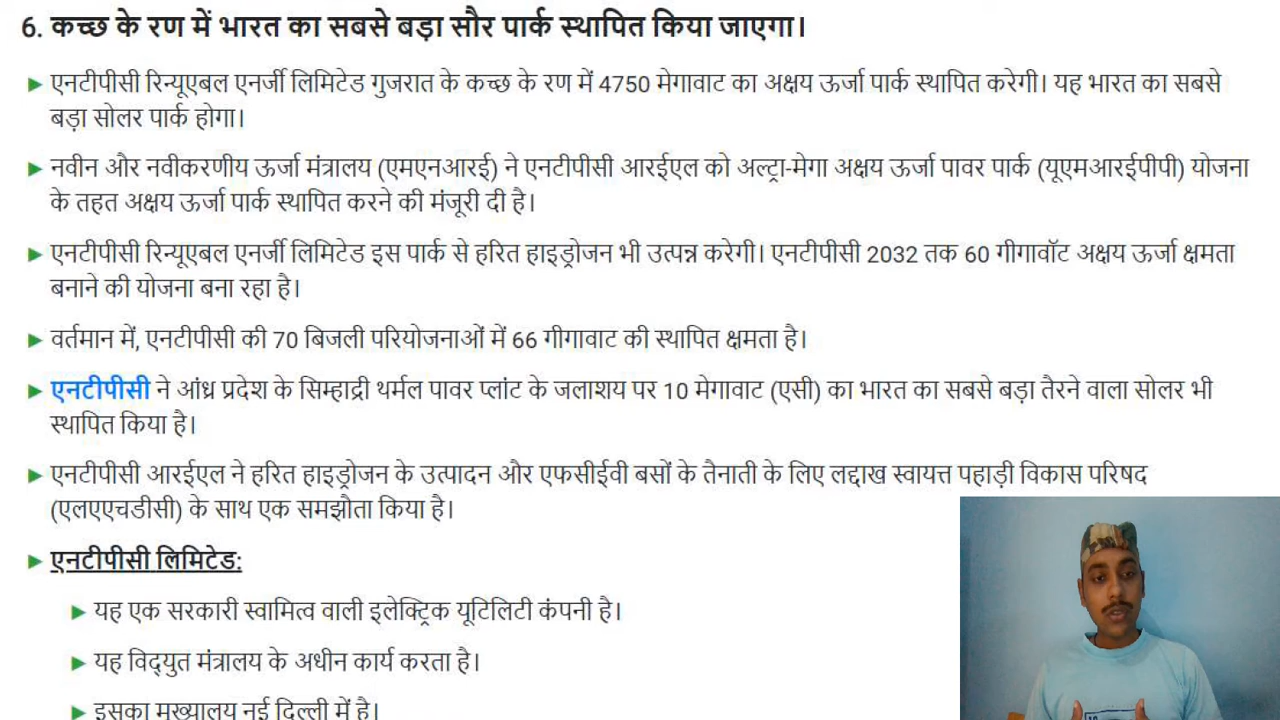 6. कच्छ के रण में भारत का सबसे बड़ा सौर पार्क स्थापित किया जाएगा।
एनटीपीसी रिन्यूएबल एनर्जी लिमिटेड गुजरात के कच्छ के रण में 4750 मेगावाट का अक्षय ऊर्जा पार्क स्थापित करेगी। यह भारत का सबसे
बड़ा सोलर पार्क होगा।
नवीन और नवीकरणीय ऊर्जा मंत्रालय (एमएनआरई) ने एनटीपीसी आरईएल को अल्ट्रा-मेगा अक्षय ऊर्जा पावर पार्क (यूएमआरईपीपी) योजना
के तहत अक्षय ऊर्जा पार्क स्थापित करने की मंजूरी दी है।
एनटीपीसी रिन्यूएबल एनर्जी लिमिटेड इस पार्क से हरित हाइड्रोजन भी उत्पन्न करेगी। एनटीपीसी 2032 तक 60 गीगावॉट अक्षय ऊर्जा क्षमता
बनाने की योजना बना रहा है।
वर्तमान में, एनटीपीसी की 70 बिजली परियोजनाओं में 66 गीगावाट की स्थापित क्षमता है।
एनटीपीसी ने आंध्र प्रदेश के सिम्हाद्री थर्मल पावर प्लांट के जलाशय पर 10 मेगावाट (एसी) का भारत का सबसे बड़ा तैरने वाला सोलर भी
स्थापित किया है।
एनटीपीसी आरईएल ने हरित हाइड्रोजन के उत्पादन और एफसीईवी बसों के तैनाती के लिए लद्दाख स्वायत्त पहाड़ी विकास परिषद
(एलएएचडीसी) के साथ एक समझौता किया है।
एनटीपीसी लिमिटेड:
यह एक सरकारी स्वामित्व वाली इलेक्ट्रिक यूटिलिटी कंपनी है।
यह विद्युत मंत्रालय के अधीन कार्य करता है।
इसका मुख्यालय नई दिल्ली में है।